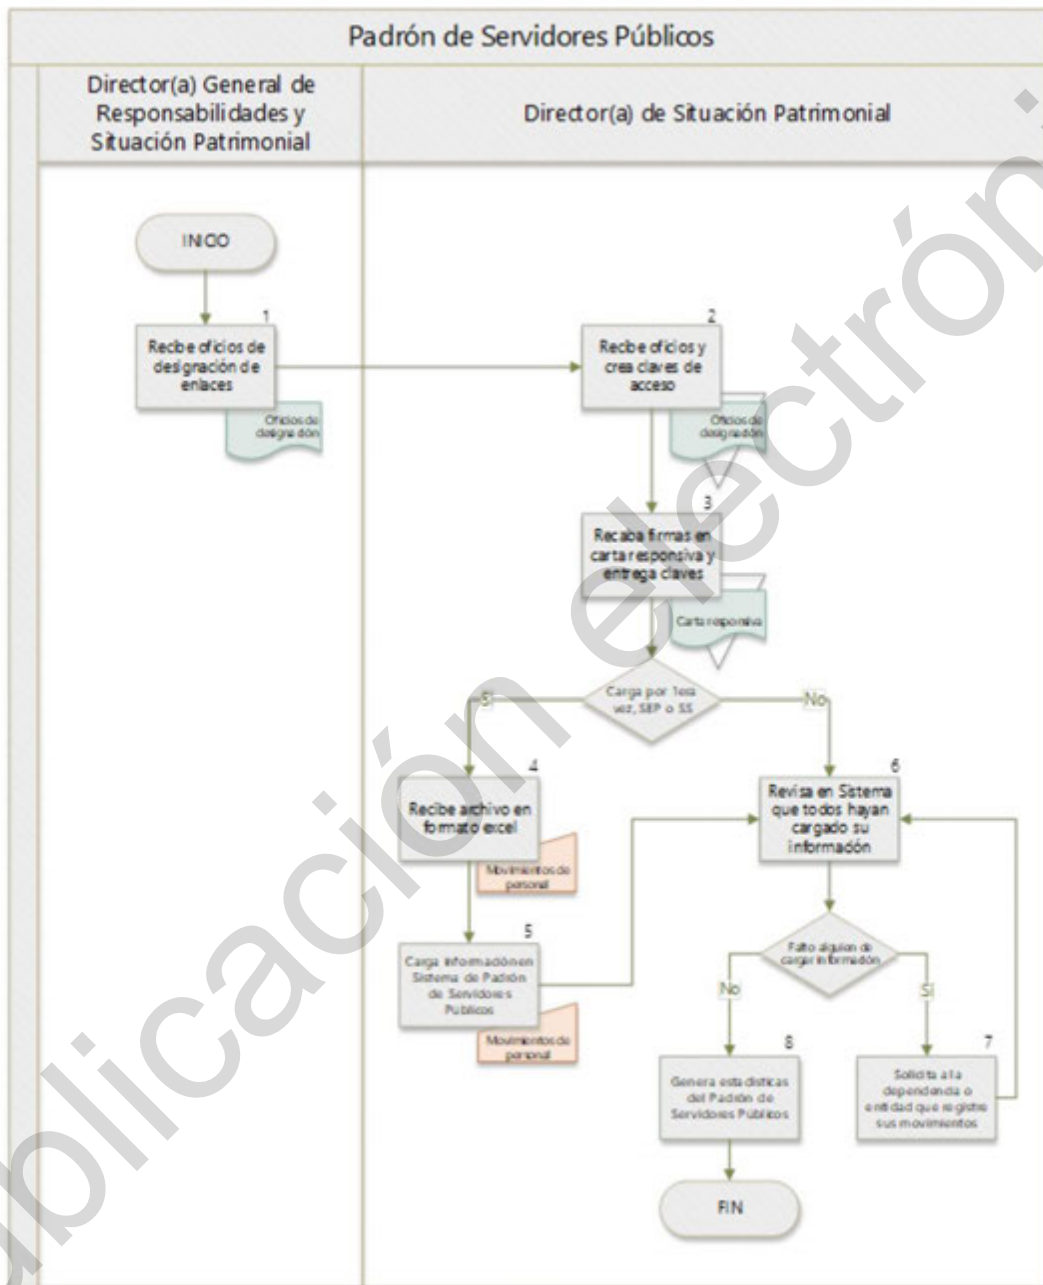 Padrón de Servidores Públicos
Director(a) General de
Responsabilidades y
Situación Patrimonial
Director(a) de Situación Patrimonial
INICIO
1
Recibe oficios de
designación de
enlaces
Oficios de
designación
2
Recibe oficios y
crea claves de
acceso
Oficios de
designación
3
Recaba firmas en
carta responsiva y
entrega claves
Carta responsiva
Carga por 1era
vez, SEP o SS
Si
No
4
Recibe archivo en
formato excel
Movimientos de
personal
6
Revisa en Sistema
que todos hayan
cargado su
información
5
Carga información en
Sistema de Padrón
de Servidores
Publicos
Movimientos de
personal
Falto alguien de
cargar información
No
Si
8
Genera estadísticas
del Padrón de
Servidores Públicos
7
Solicita a la
dependencia o
entidad que registre
sus movimientos
FIN
ublicación electróni